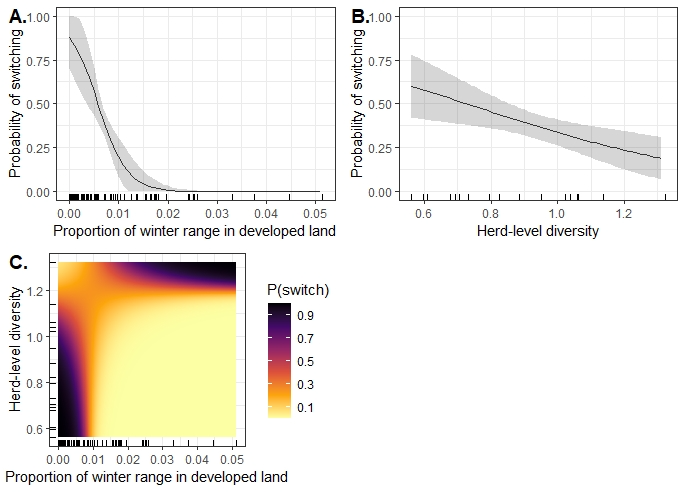 A.
B.
1.00
0.75
0.50
0.25
0.00
Probability of switching
0.00 0.01 0.02 0.03 0.04 0.05
Proportion of winter range in developed land
1.00
0.75
0.50
0.25
0.00
Probability of switching
0.6 0.8 1.0 1.2
Herd-level diversity
C.
1.2
1.0
0.8
0.6
Herd-level diversity
0.00 0.01 0.02 0.03 0.04 0.05
Proportion of winter range in developed land
P(switch)
0.9
0.7
0.5
0.3
0.1